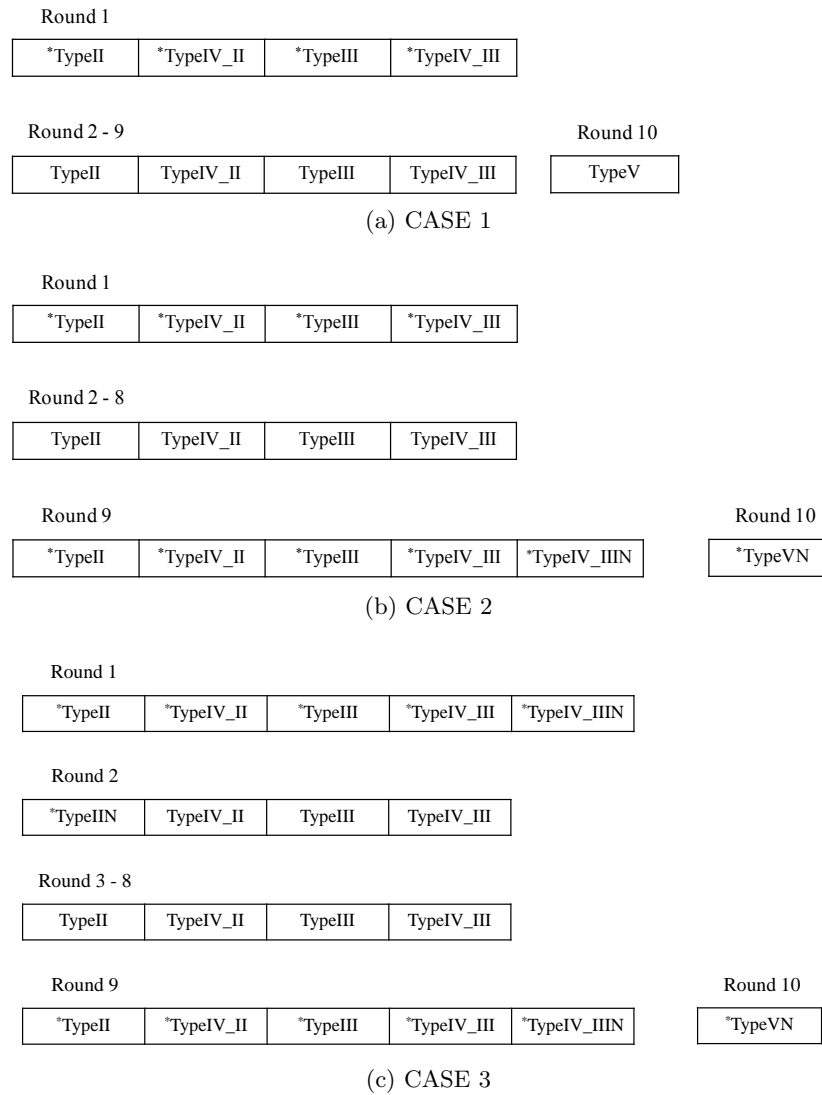 Round 1
*TypeII *TypeIV_II *TypeIII *TypeIV_III
Round 2 - 9 Round 10
TypeII TypeIV_II TypeIII TypeIV_III TypeV
(a) CASE 1
Round 1
*TypeII *TypeIV_II *TypeIII *TypeIV_III
Round 2 - 8
TypeII TypeIV_II TypeIII TypeIV_III
Round 9 Round 10
*TypeII *TypeIV_II *TypeIII *TypeIV_III *TypeIV_IIIN *TypeVN
(b) CASE 2
Round 1
*TypeII *TypeIV_II *TypeIII *TypeIV_III *TypeIV_IIIN
Round 2
*TypeIIN TypeIV_II TypeIII TypeIV_III
Round 3 - 8
TypeII TypeIV_II TypeIII TypeIV_III
Round 9 Round 10
*TypeII *TypeIV_II *TypeIII *TypeIV_III *TypeIV_IIIN *TypeVN
(c) CASE 3